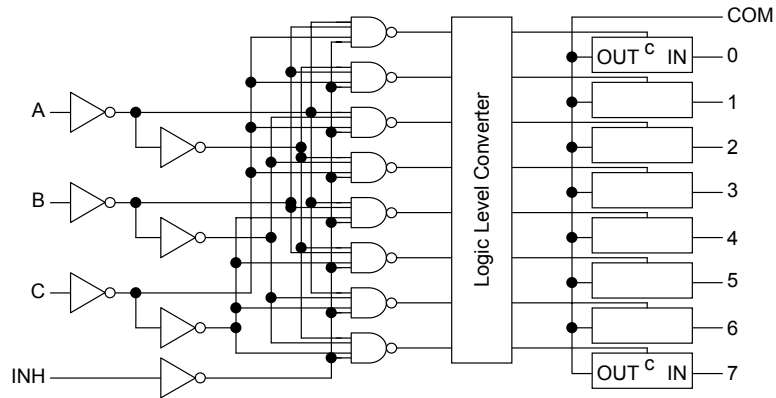 COM
OUT C IN
0
1
A
2
Logic Level Converter
3
B
4
5
C
6
INH
OUT C IN
7